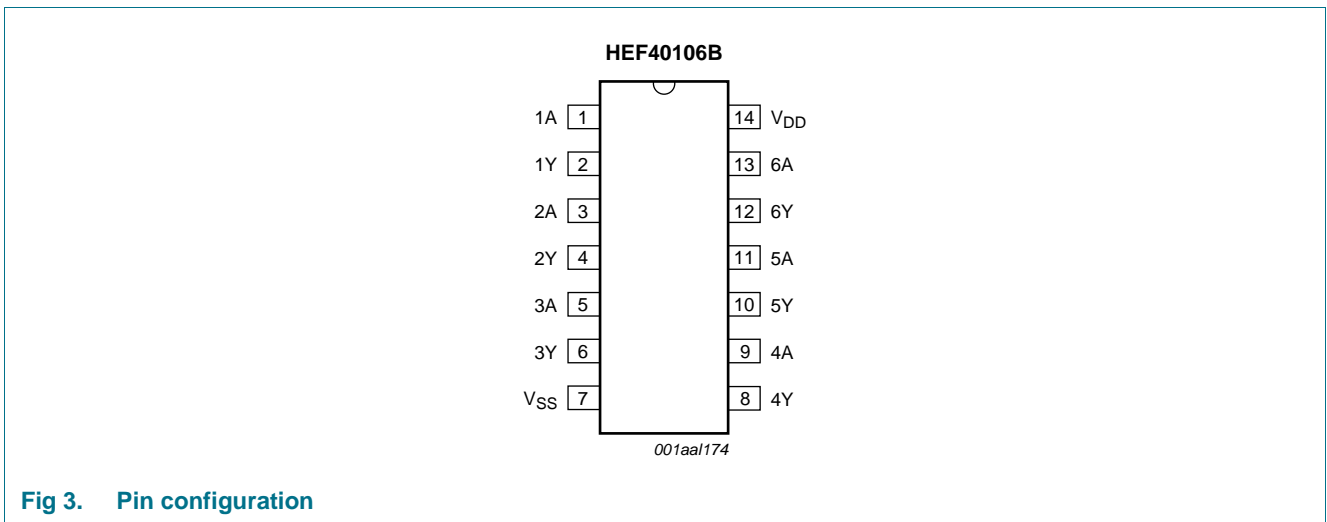 HEF40106B
1A 1 14 VDD
1Y 2 13 6A
2A 3 12 6Y
2Y 4 11 5A
3A 5 10 5Y
3Y 6 9 4A
VSS 7 8 4Y
001aal174
Fig 3. Pin configuration